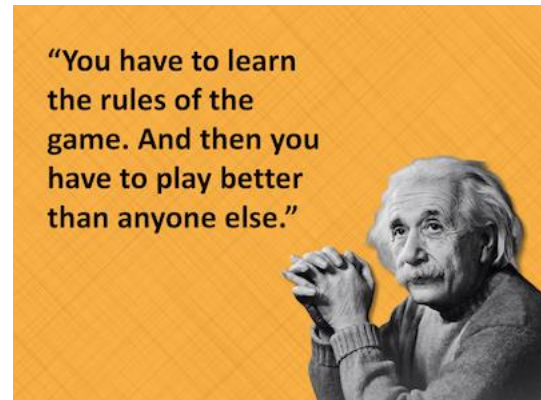 “You have to learn
the rules of the
game. And then you
have to play better
than anyone else.”